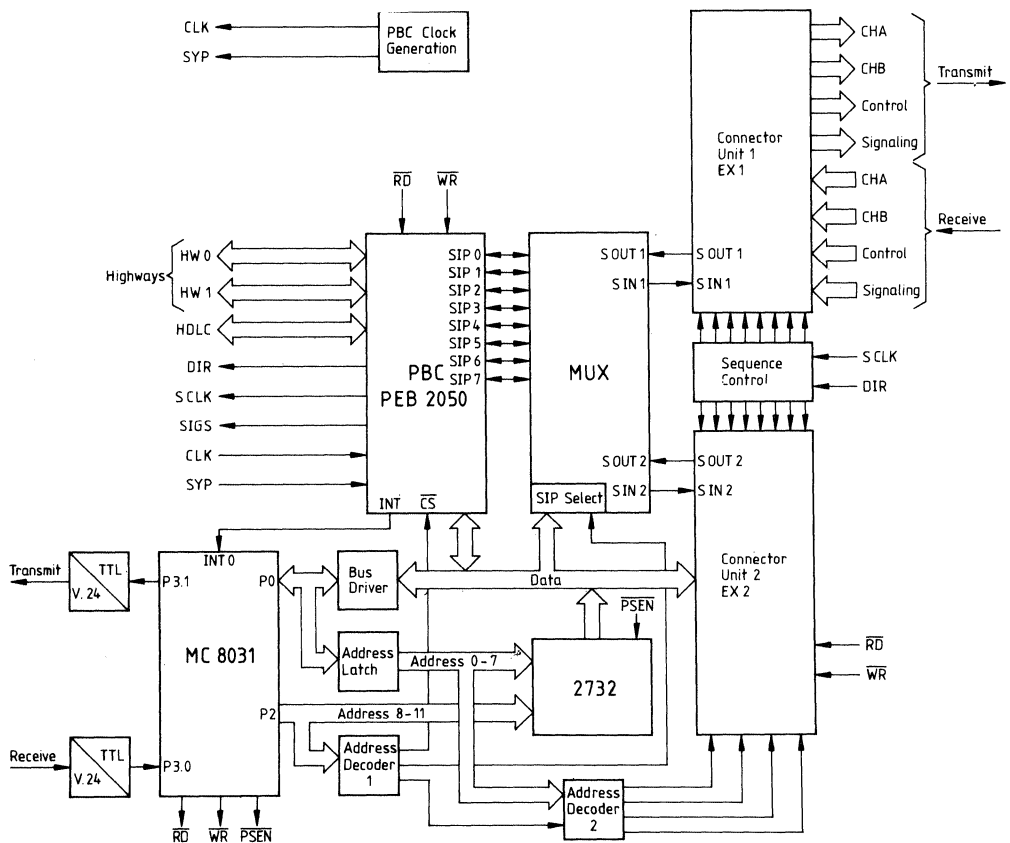 CLK
SYP
PBC Clock
Generation
CHA
CHB
Control
Signaling
Transmit
Connector
Unit 1
EX1
CHA
CHB
Control
Signaling
Receive
RD
WR
Highways
HW 0
HW 1
HDLC
DIR
SCLK
SIGS
CLK
SYP
SIP 0
SIP 1
SIP 2
SIP 3
SIP 4
SIP 5
SIP 6
SIP 7
PBC
PEB 2050
INT
CS
MUX
S OUT 1
S IN 1
S OUT 2
S IN 2
SIP Select
S OUT 1
S IN 1
Sequence
Control
SCLK
DIR
S OUT 2
S IN 2
Connector
Unit 2
EX 2
RD
WR
Transmit
TTL
V. 24
INT 0
P3.1
P0
MC 8031
P2
P3.0
Receive
TTL
V. 24
RD
WR
PSEN
Bus
Driver
Data
Address
Latch
Address 0-7
Address 8-11
PSEN
2732
Address
Decoder
1
Address
Decoder
2